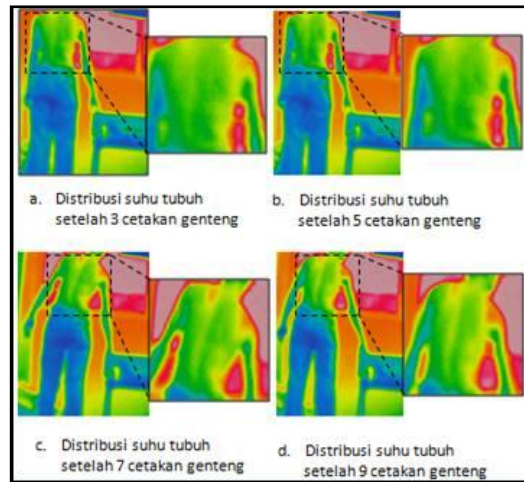 a. Distribusi suhu tubuh
setelah 3 cetakan genteng
b. Distribusi suhu tubuh
setelah 5 cetakan genteng
c. Distribusi suhu tubuh
setelah 7 cetakan genteng
d. Distribusi suhu tubuh
setelah 9 cetakan genteng